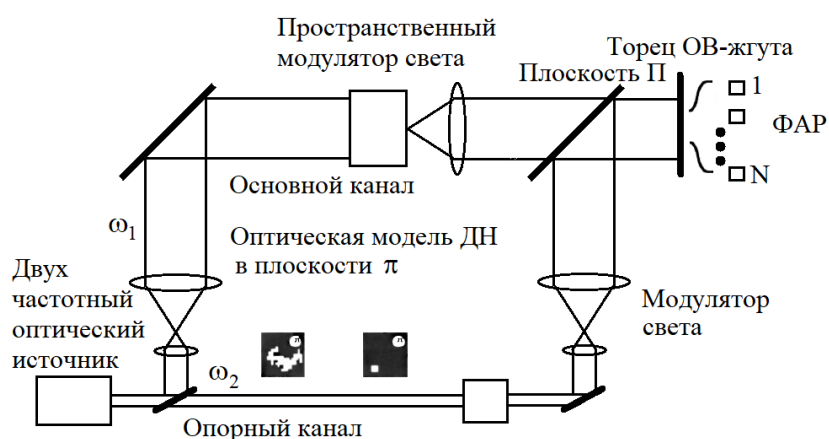 Пространственный
модулятор света
Торец ОВ-жгута
Плоскость П
1
ФАР
N
Основной канал
ω1
Оптическая модель ДН
в плоскости π
Двух
частотный
оптический
источник
Модулятор
света
π
π
ω2
Опорный канал